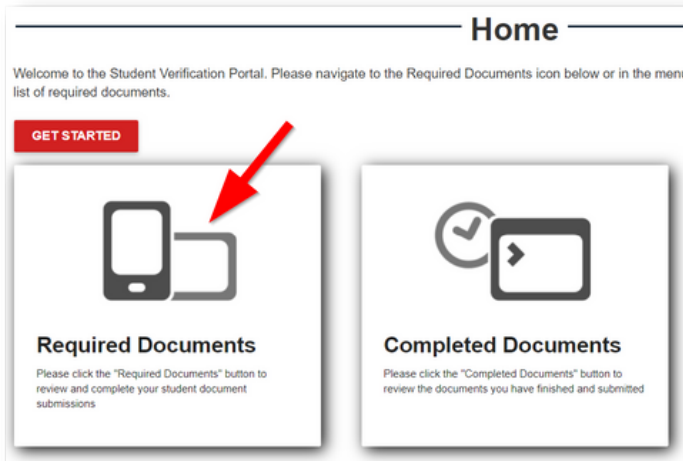 Home
Welcome to the Student Verification Portal. Please navigate to the Required Documents icon below or in the menu
list of required documents.
GET STARTED
Required Documents
Please click the "Required Documents" button to
review and complete your student document
submissions
Completed Documents
Please click the "Completed Documents" button to
review the documents you have finished and submitted